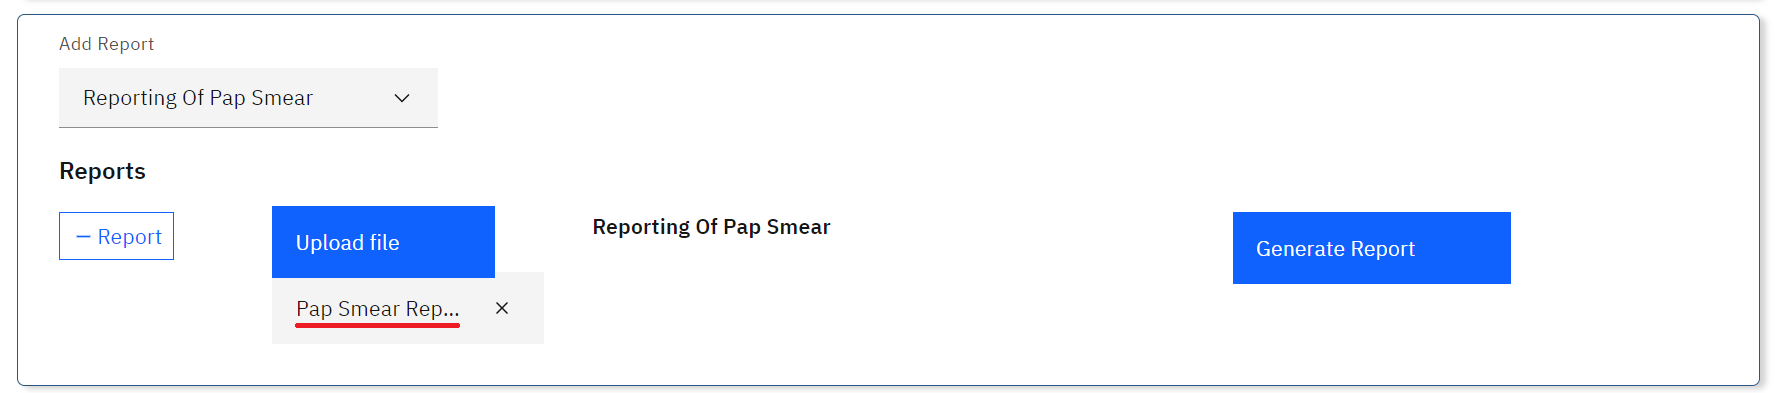 Add Report
Reporting Of Pap Smear
Reports
— Report
Upload file
Reporting Of Pap Smear
Generate Report
Pap Smear Rep...